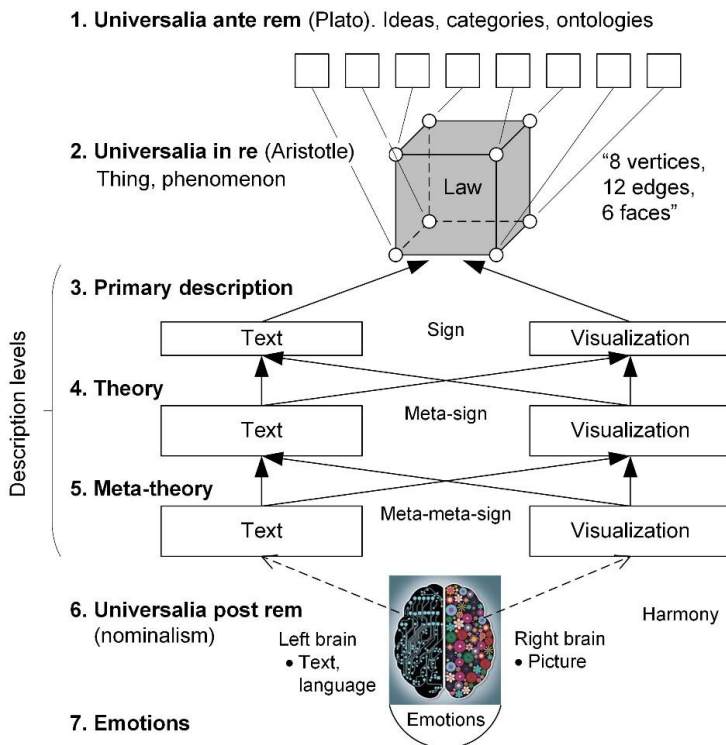 1. Universalia ante rem (Plato). Ideas, categories, ontologies
2. Universalia in re (Aristotle)
Thing, phenomenon
Law
“8 vertices,
12 edges,
6 faces”
Description levels
3. Primary description
Text
Sign
Visualization
4. Theory
Text
Meta-sign
Visualization
5. Meta-theory
Text
Meta-meta-sign
Visualization
6. Universalia post rem
(nominalism)
Left brain
• Text,
language
Right brain
• Picture
Harmony
7. Emotions
Emotions